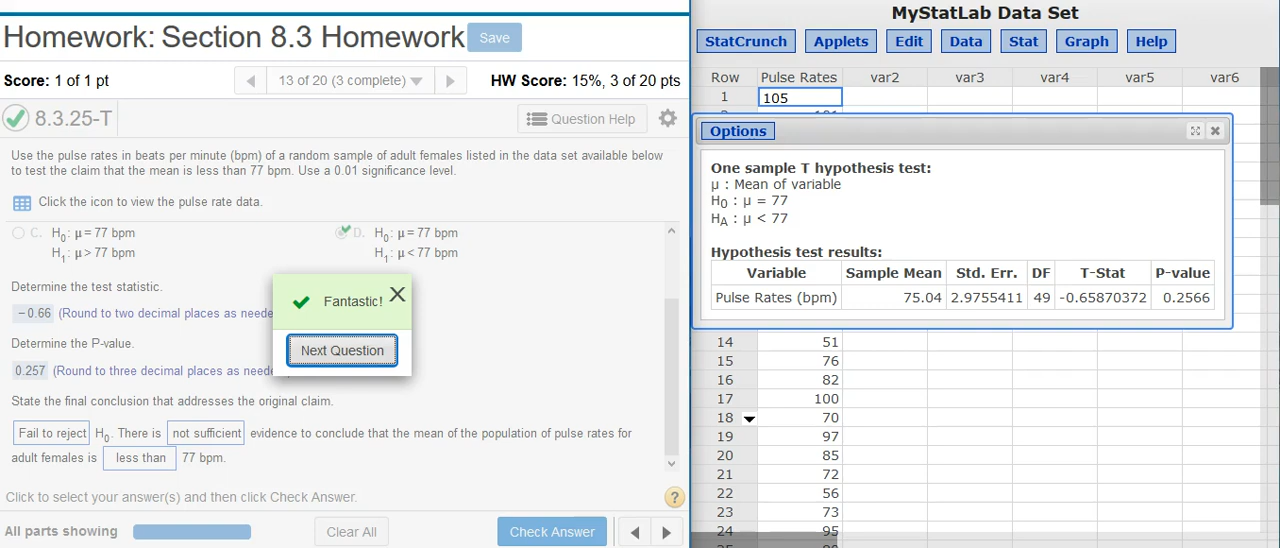 Homework: Section 8.3 Homework Save
Score: 1 of 1 pt
13 of 20 (3 complete)
HW Score: 15%, 3 of 20 pts
8.3.25-T
Question Help
Use the pulse rates in beats per minute (bpm) of a random sample of adult females listed in the data set available below
to test the claim that the mean is less than 77 bpm. Use a 0.01 significance level.
Click the icon to view the pulse rate data.
C. H0: μ = 77 bpm
H1: μ > 77 bpm
D. H0: μ = 77 bpm
H1: μ < 77 bpm
Determine the test statistic.
−0.66 (Round to two decimal places as neede
Determine the P-value.
0.257 (Round to three decimal places as neede
State the final conclusion that addresses the original claim.
Fail to reject H0. There is not sufficient evidence to conclude that the mean of the population of pulse rates for
adult females is less than 77 bpm.
Fantastic!
Next Question
Click to select your answer(s) and then click Check Answer.
?
All parts showing
Clear All
Check Answer
MyStatLab Data Set
StatCrunch Applets Edit Data Stat Graph Help
Row Pulse Rates var2 var3 var4 var5 var6
1 105
Options
One sample T hypothesis test:
μ : Mean of variable
H0 : μ = 77
HA : μ < 77
Hypothesis test results:
Variable Sample Mean Std. Err. DF T-Stat P-value
Pulse Rates (bpm) 75.04 2.9755411 49 -0.65870372 0.2566
14 51
15 76
16 82
17 100
18 70
19 97
20 85
21 72
22 56
23 73
24 95